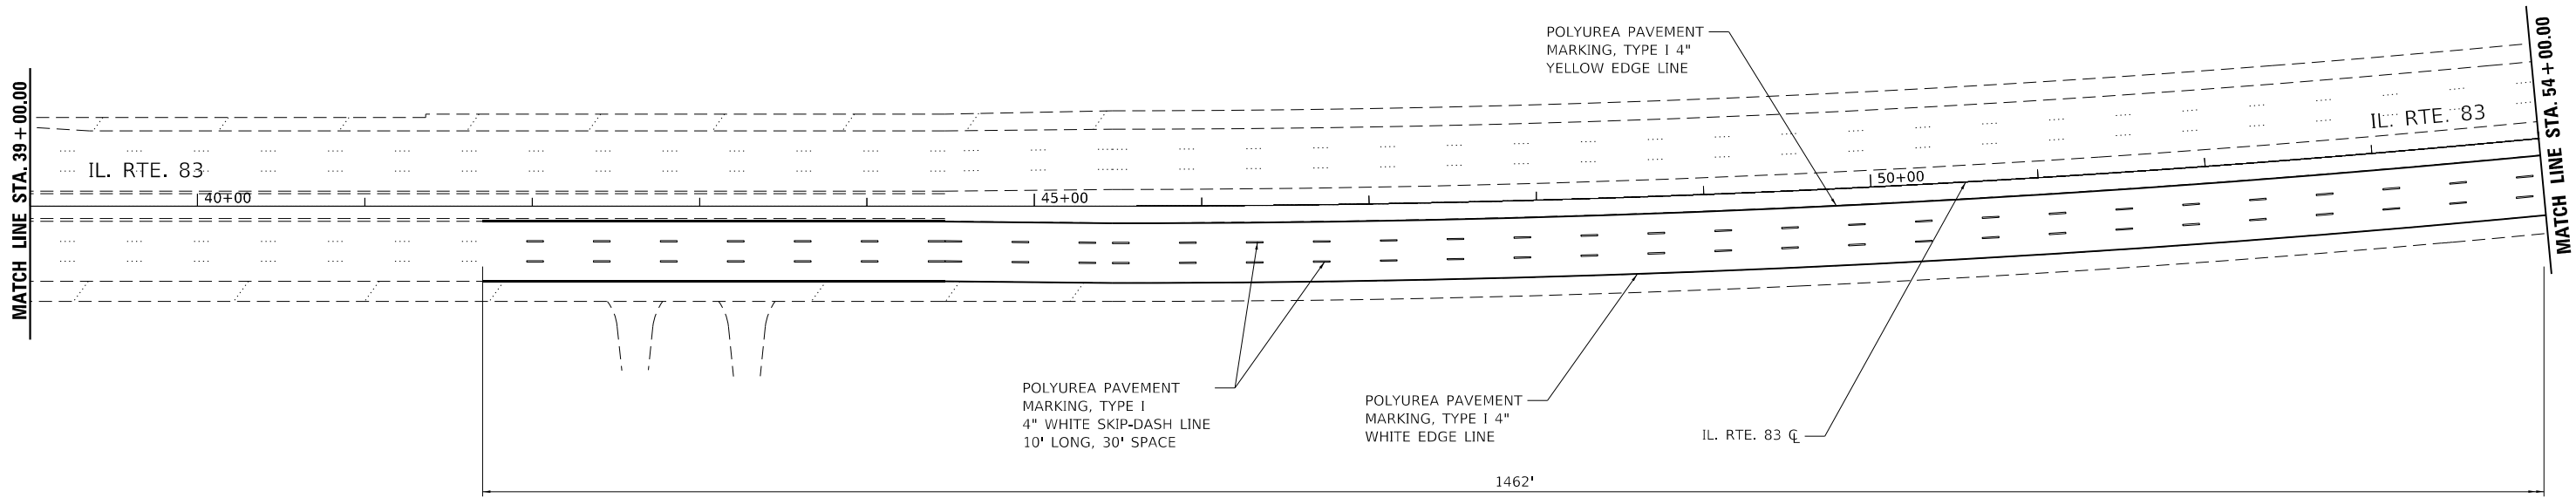 MATCH LINE STA. 39+00.00
IL. RTE. 83
40+00
45+00
50+00
POLYUREA PAVEMENT
MARKING, TYPE I 4"
YELLOW EDGE LINE
IL. RTE. 83
MATCH LINE STA. 54+00.00
POLYUREA PAVEMENT
MARKING, TYPE I
4" WHITE SKIP-DASH LINE
10' LONG, 30' SPACE
POLYUREA PAVEMENT
MARKING, TYPE I 4"
WHITE EDGE LINE
IL. RTE. 83 ℄
1462'